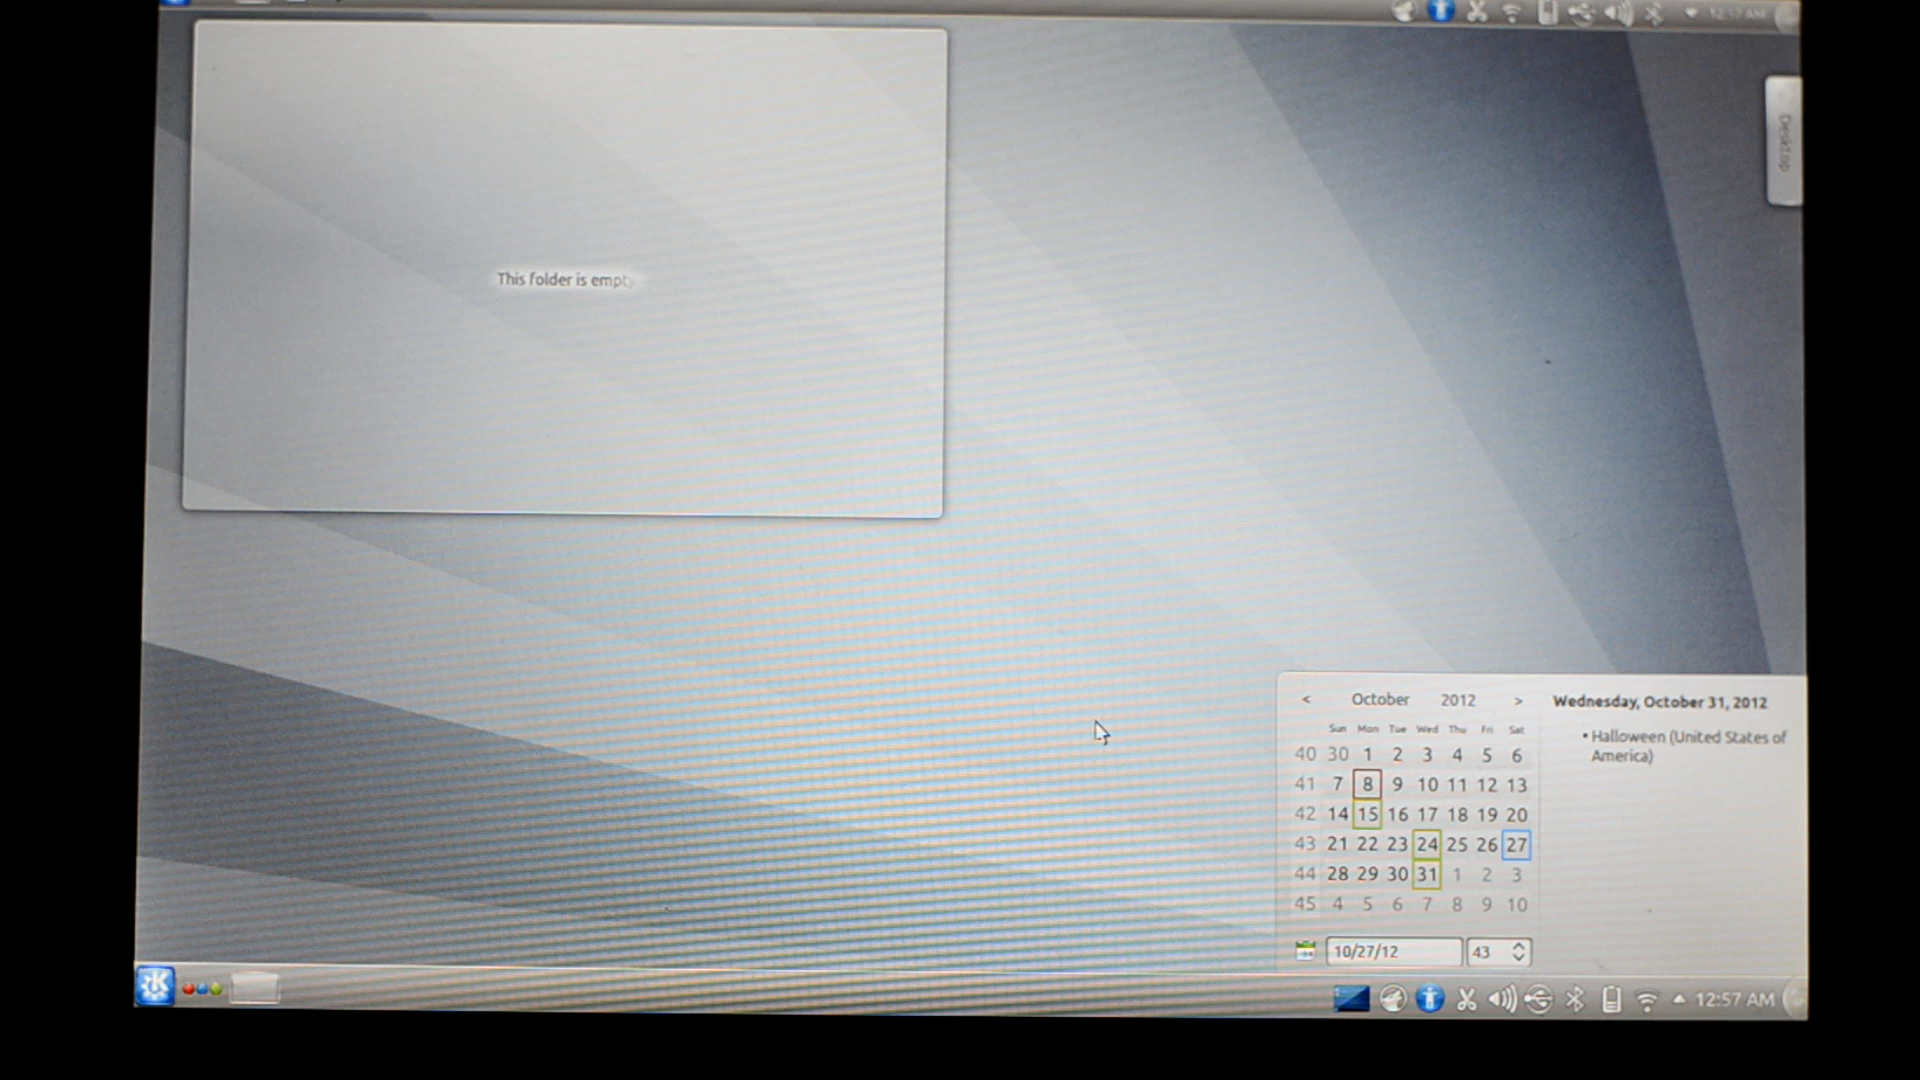 12:57 AM
Desktop
This folder is empty
< October 2012 >
Sun Mon Tue Wed Thu Fri Sat
40 30 1 2 3 4 5 6
41 7 8 9 10 11 12 13
42 14 15 16 17 18 19 20
43 21 22 23 24 25 26 27
44 28 29 30 31 1 2 3
45 4 5 6 7 8 9 10
10/27/12 43
Wednesday, October 31, 2012
• Halloween (United States of
America)
12:57 AM